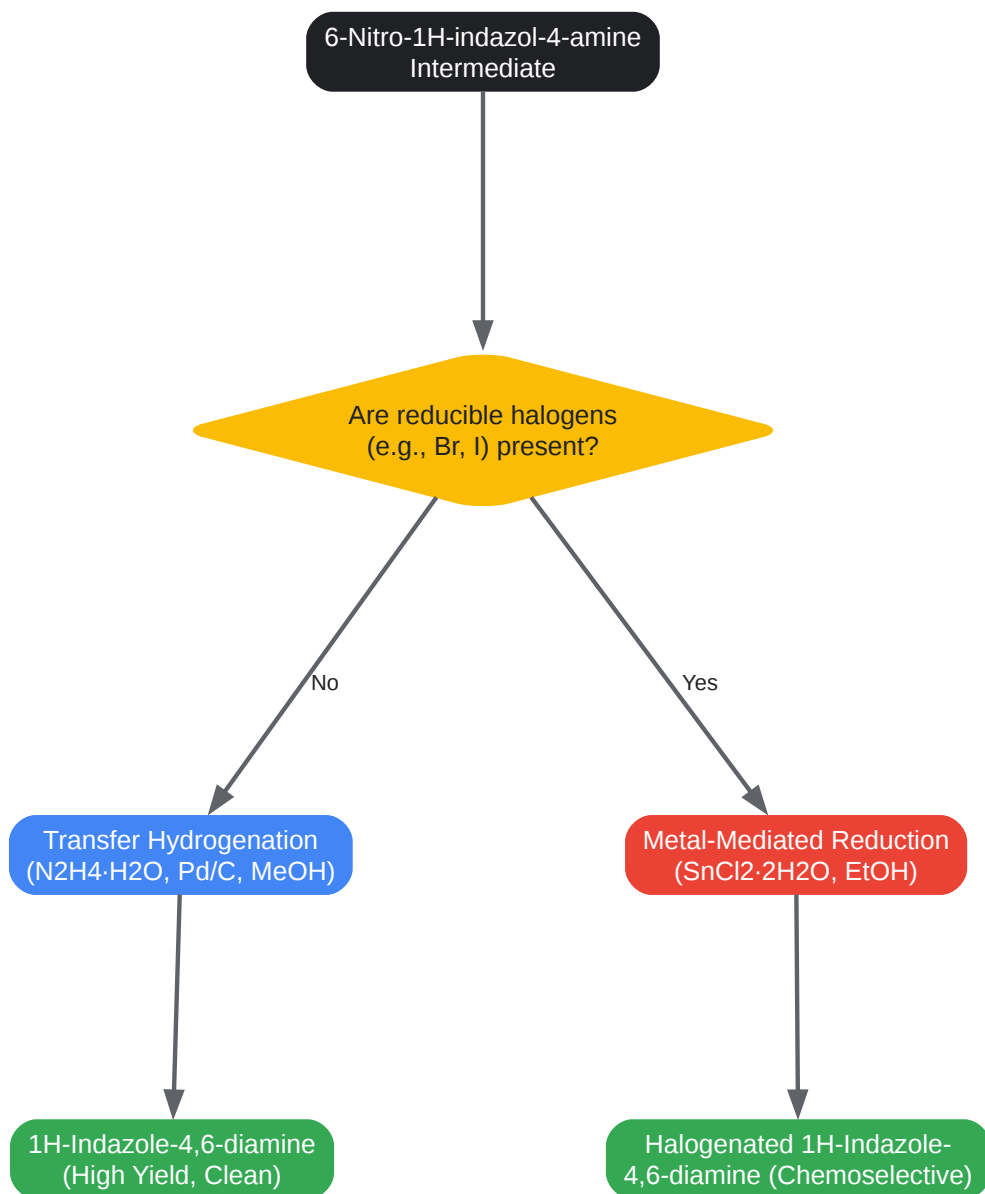 6-Nitro-1H-indazol-4-amine
Intermediate
Are reducible halogens
(e.g., Br, I) present?
No
Yes
Transfer Hydrogenation
(N2H4·H2O, Pd/C, MeOH)
Metal-Mediated Reduction
(SnCl2·2H2O, EtOH)
1H-Indazole-4,6-diamine
(High Yield, Clean)
Halogenated 1H-Indazole-
4,6-diamine (Chemoselective)